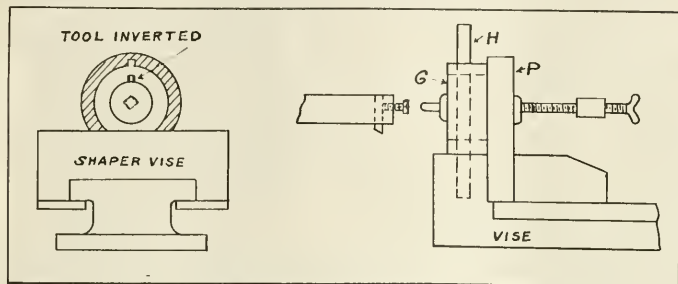 TOOL INVERTED
SHAPER VISE
H
G
P
VISE